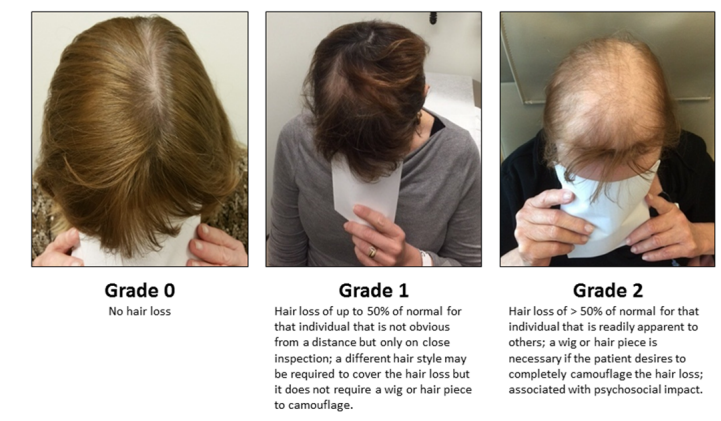 Grade 0
No hair loss
Grade 1
Hair loss of up to 50% of normal for
that individual that is not obvious
from a distance but only on close
inspection; a different hair style may
be required to cover the hair loss but
it does not require a wig or hair piece
to camouflage.
Grade 2
Hair loss of > 50% of normal for that
individual that is readily apparent to
others; a wig or hair piece is
necessary if the patient desires to
completely camouflage the hair loss;
associated with psychosocial impact.